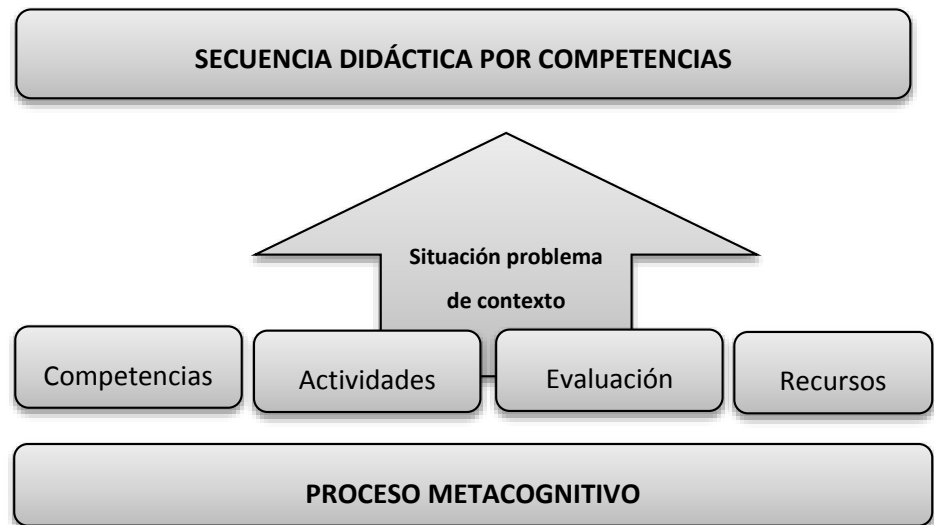 SECUENCIA DIDÁCTICA POR COMPETENCIAS
Situación problema
de contexto
Competencias
Actividades
Evaluación
Recursos
PROCESO METACOGNITIVO